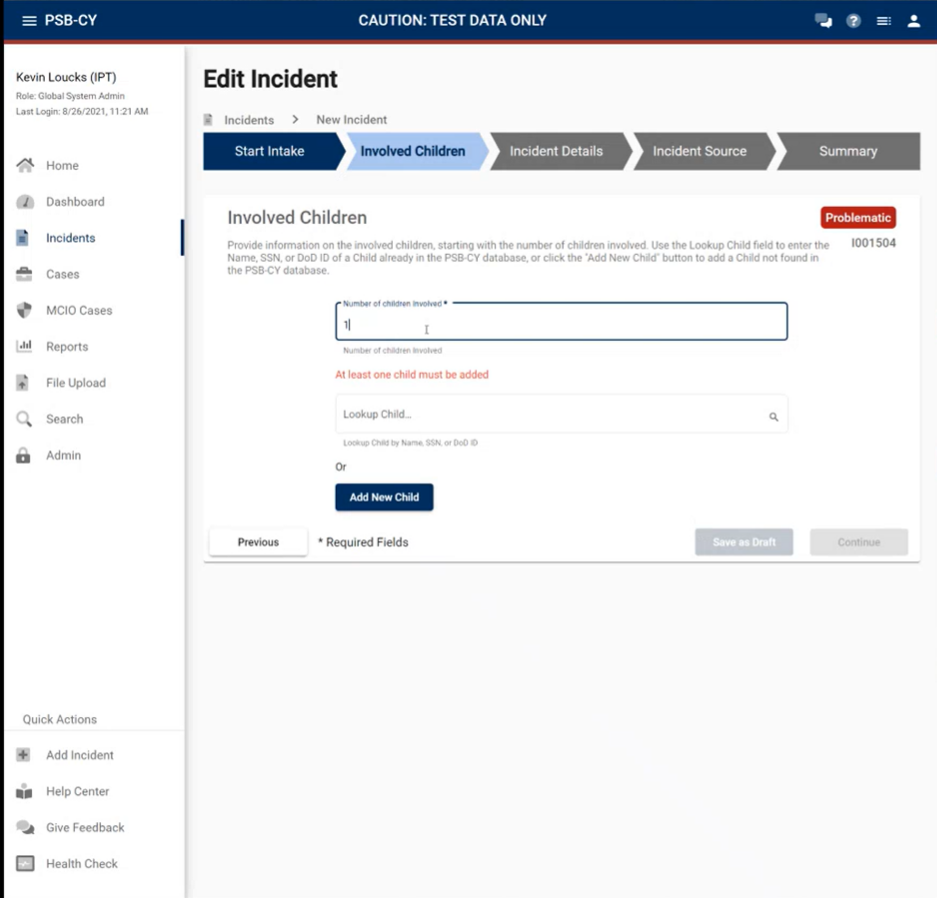 PSB-CY
CAUTION: TEST DATA ONLY
Kevin Loucks (IPT)
Role: Global System Admin
Last Login: 8/26/2021, 11:21 AM
Home
Dashboard
Incidents
Cases
MCIO Cases
Reports
File Upload
Search
Admin
Quick Actions
Add Incident
Help Center
Give Feedback
Health Check
Edit Incident
Incidents > New Incident
Start Intake
Involved Children
Incident Details
Incident Source
Summary
Involved Children
Problematic
I001504
Provide information on the involved children, starting with the number of children involved. Use the Lookup Child field to enter the
Name, SSN, or DoD ID of a Child already in the PSB-CY database, or click the "Add New Child" button to add a Child not found in
the PSB-CY database.
Number of children involved *
1
Number of children Involved
At least one child must be added
Lookup Child...
Lookup Child by Name, SSN, or DoD ID
Or
Add New Child
Previous
* Required Fields
Save as Draft
Continue